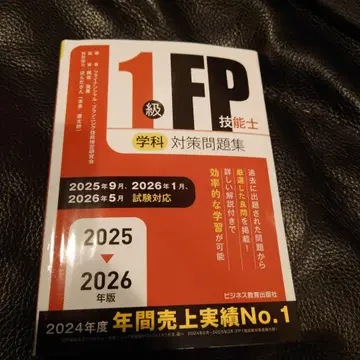 1級
FP
技能士
学科 対策問題集
2025年9月、2026年1月、
2026年5月 試験対応
過去に出題された問題から
厳選した良問を掲載！
詳しい解説付きで
効率的な学習が可能
2025
2026
年版
ビジネス教育出版社
2024年度 年間売上実績No.1